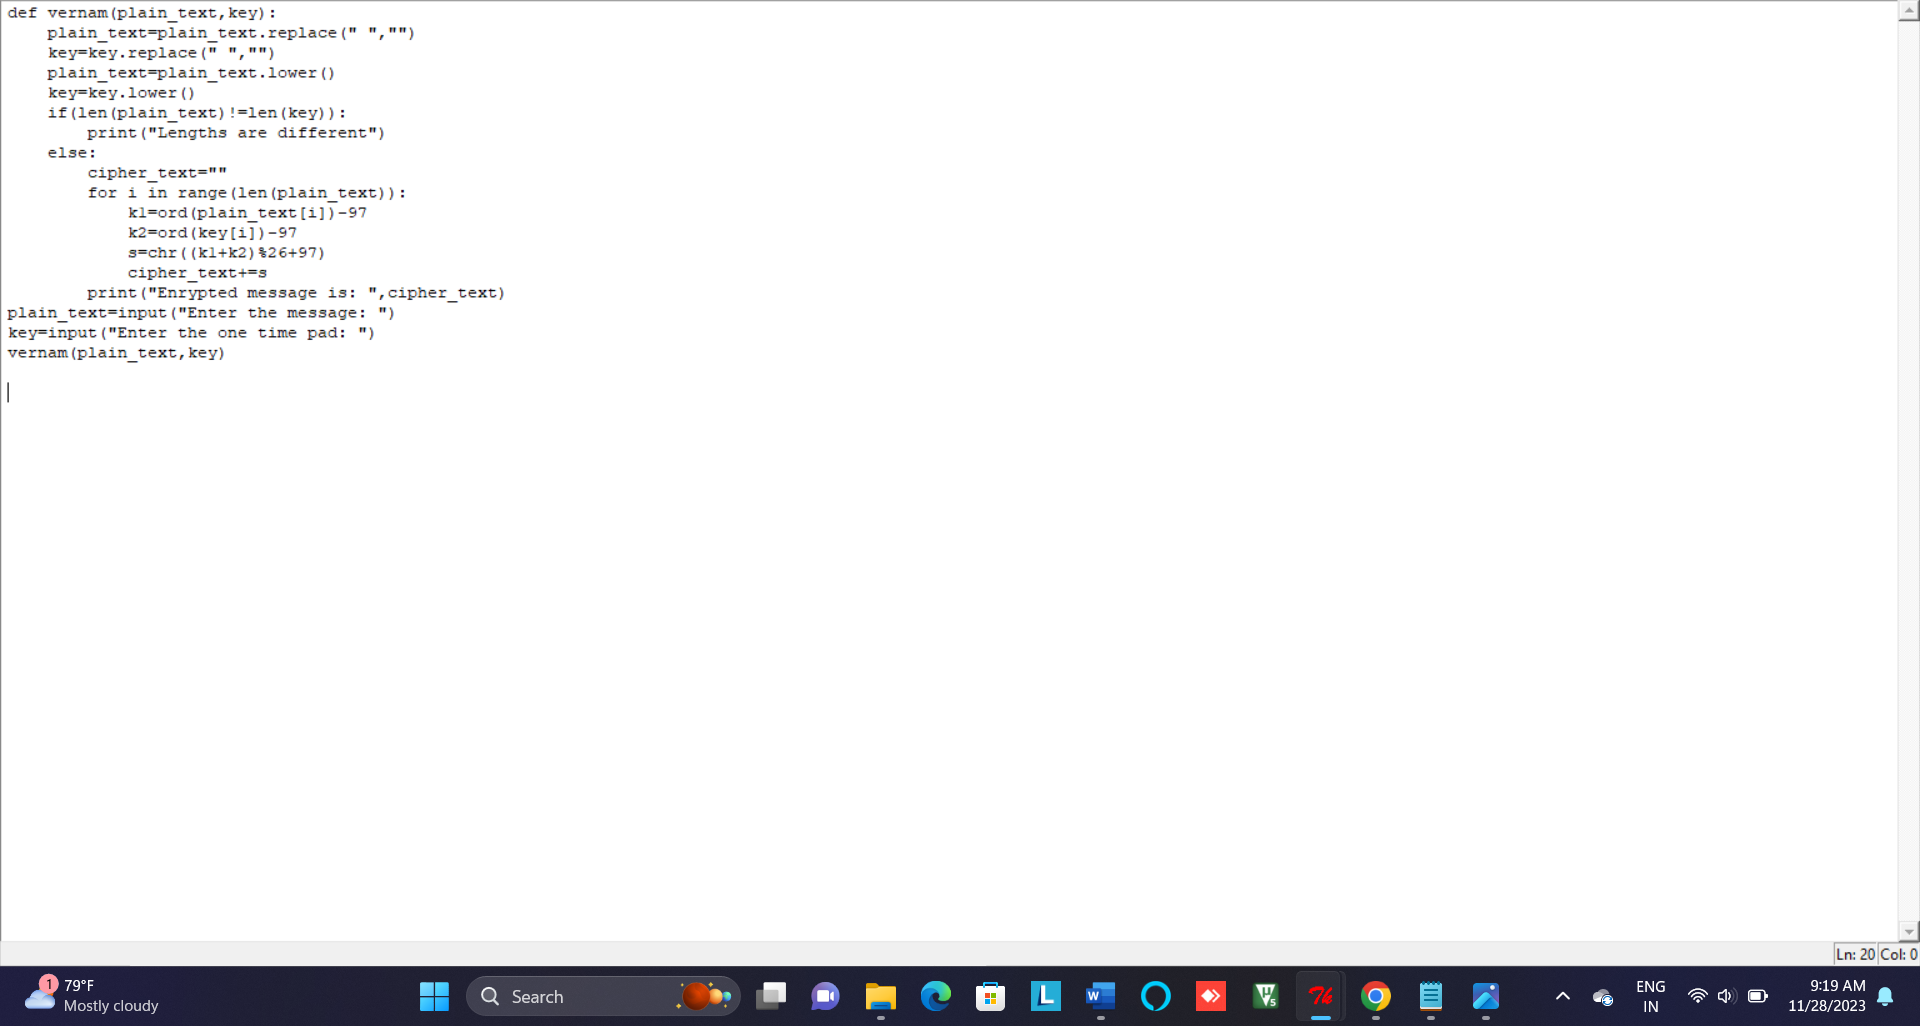 def vernam(plain_text,key):
    plain_text=plain_text.replace(" ","")
    key=key.replace(" ","")
    plain_text=plain_text.lower()
    key=key.lower()
    if(len(plain_text)!=len(key)):
        print("Lengths are different")
    else:
        cipher_text=""
        for i in range(len(plain_text)):
            k1=ord(plain_text[i])-97
            k2=ord(key[i])-97
            s=chr((k1+k2)%26+97)
            cipher_text+=s
        print("Enrypted message is: ",cipher_text)
plain_text=input("Enter the message: ")
key=input("Enter the one time pad: ")
vernam(plain_text,key)
Ln: 20 Col: 0
1
79°F
Mostly cloudy
Search
L
W
V5
7%
ENG
IN
9:19 AM
11/28/2023